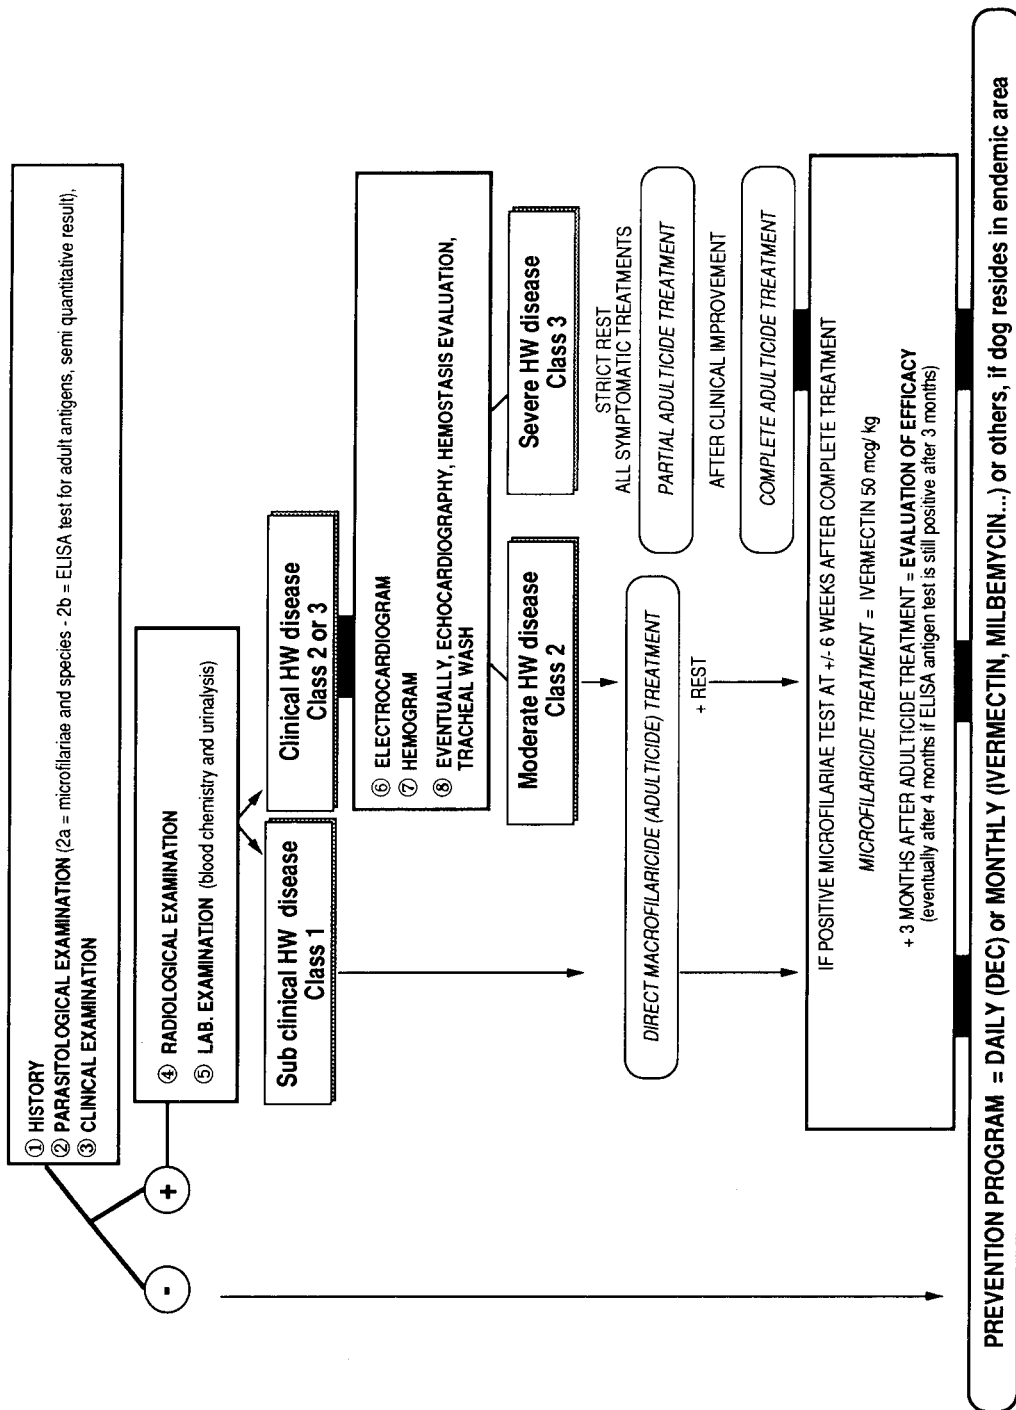 ① HISTORY
② PARASITOLOGICAL EXAMINATION (2a = microfilariae and species - 2b = ELISA test for adult antigens, semi quantitative result),
③ CLINICAL EXAMINATION
-
+
④ RADIOLOGICAL EXAMINATION
⑤ LAB. EXAMINATION (blood chemistry and urinalysis)
Sub clinical HW disease
Class 1
Clinical HW disease
Class 2 or 3
⑥ ELECTROCARDIOGRAM
⑦ HEMOGRAM
⑧ EVENTUALLY, ECHOCARDIOGRAPHY, HEMOSTASIS EVALUATION,
TRACHEAL WASH
Moderate HW disease
Class 2
Severe HW disease
Class 3
STRICT REST
ALL SYMPTOMATIC TREATMENTS
DIRECT MACROFILARICIDE (ADULTICIDE) TREATMENT
PARTIAL ADULTICIDE TREATMENT
+ REST
AFTER CLINICAL IMPROVEMENT
COMPLETE ADULTICIDE TREATMENT
IF POSITIVE MICROFILARIAE TEST AT +/- 6 WEEKS AFTER COMPLETE TREATMENT
MICROFILARICIDE TREATMENT = IVERMECTIN 50 mcg/ kg
+ 3 MONTHS AFTER ADULTICIDE TREATMENT = EVALUATION OF EFFICACY
(eventually after 4 months if ELISA antigen test is still positive after 3 months)
PREVENTION PROGRAM = DAILY (DEC) or MONTHLY (IVERMECTIN, MILBEMYCIN...) or others, if dog resides in endemic area